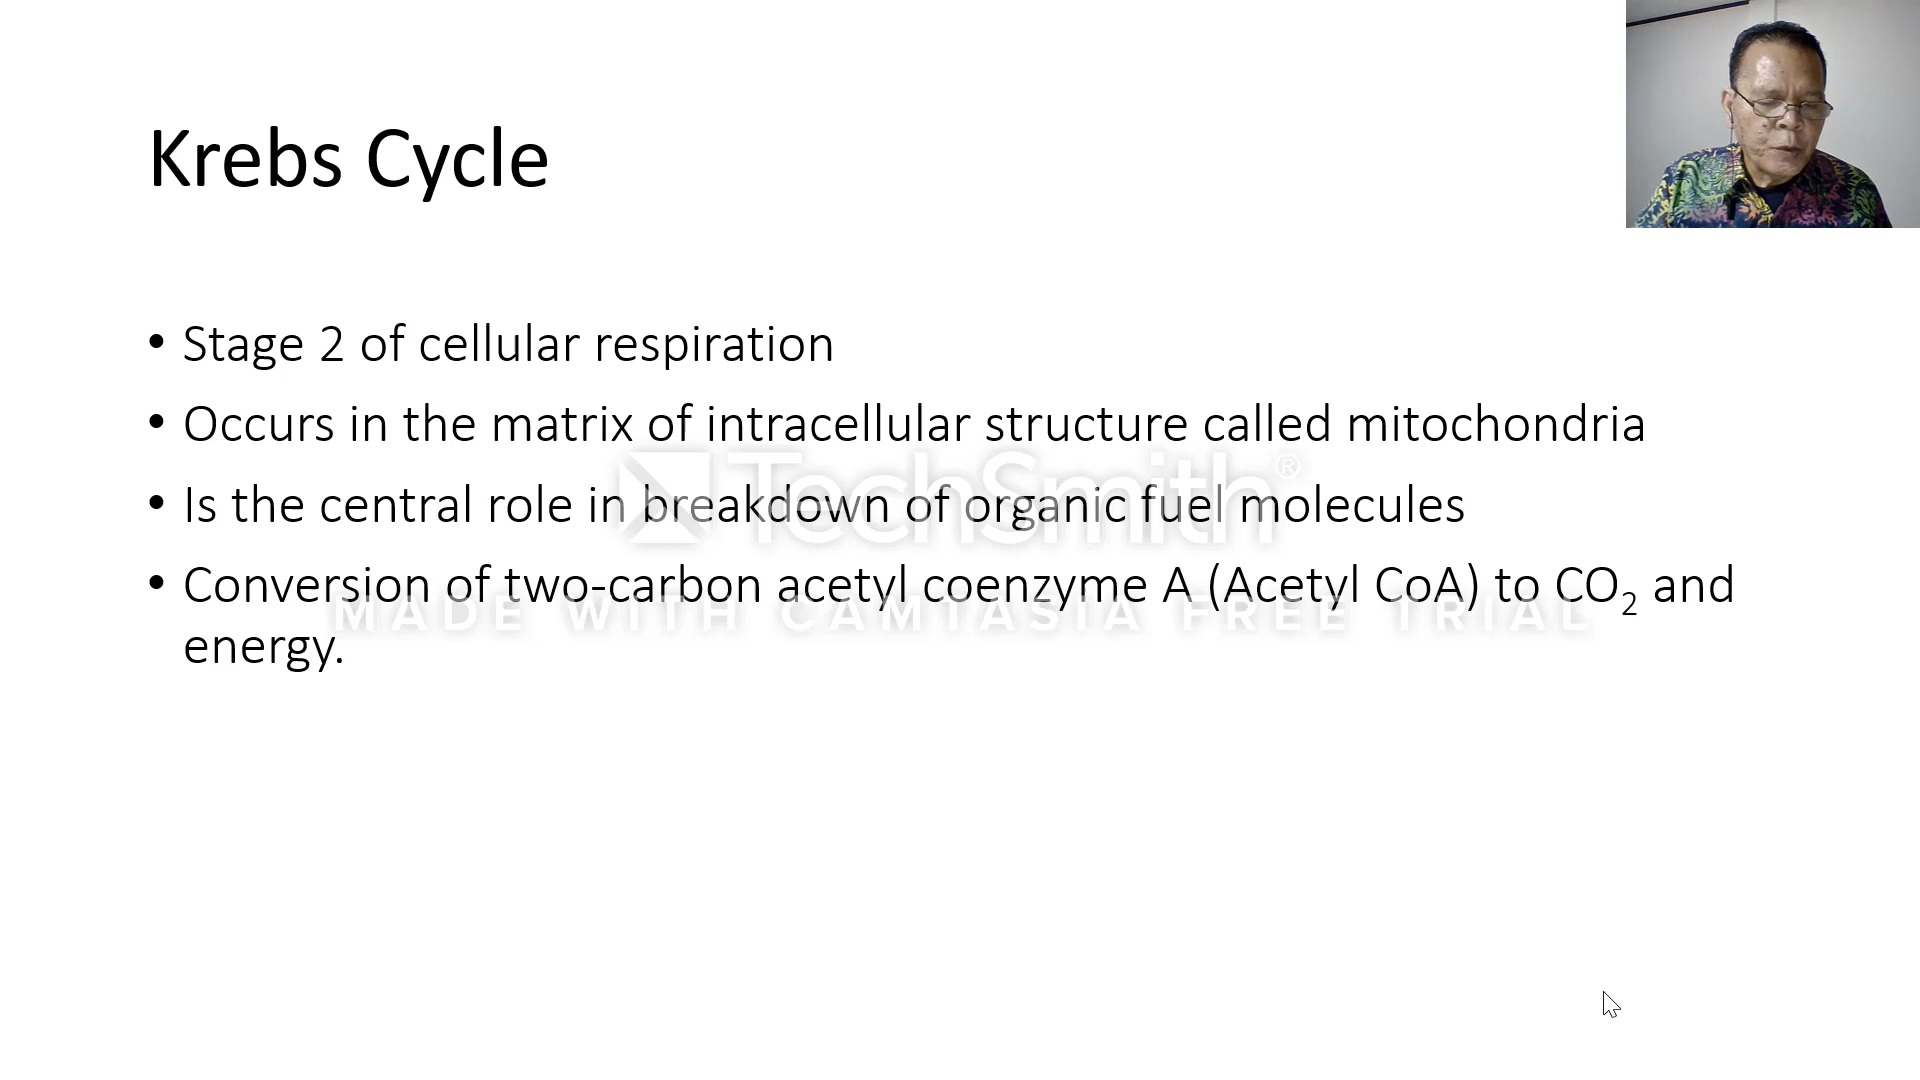 Krebs Cycle
• Stage 2 of cellular respiration
• Occurs in the matrix of intracellular structure called mitochondria
• Is the central role in breakdown of organic fuel molecules
TechSmith®
• Conversion of two-carbon acetyl coenzyme A (Acetyl CoA) to CO₂ and
MADE WITH CAMTASIA FREE TRIAL
energy.